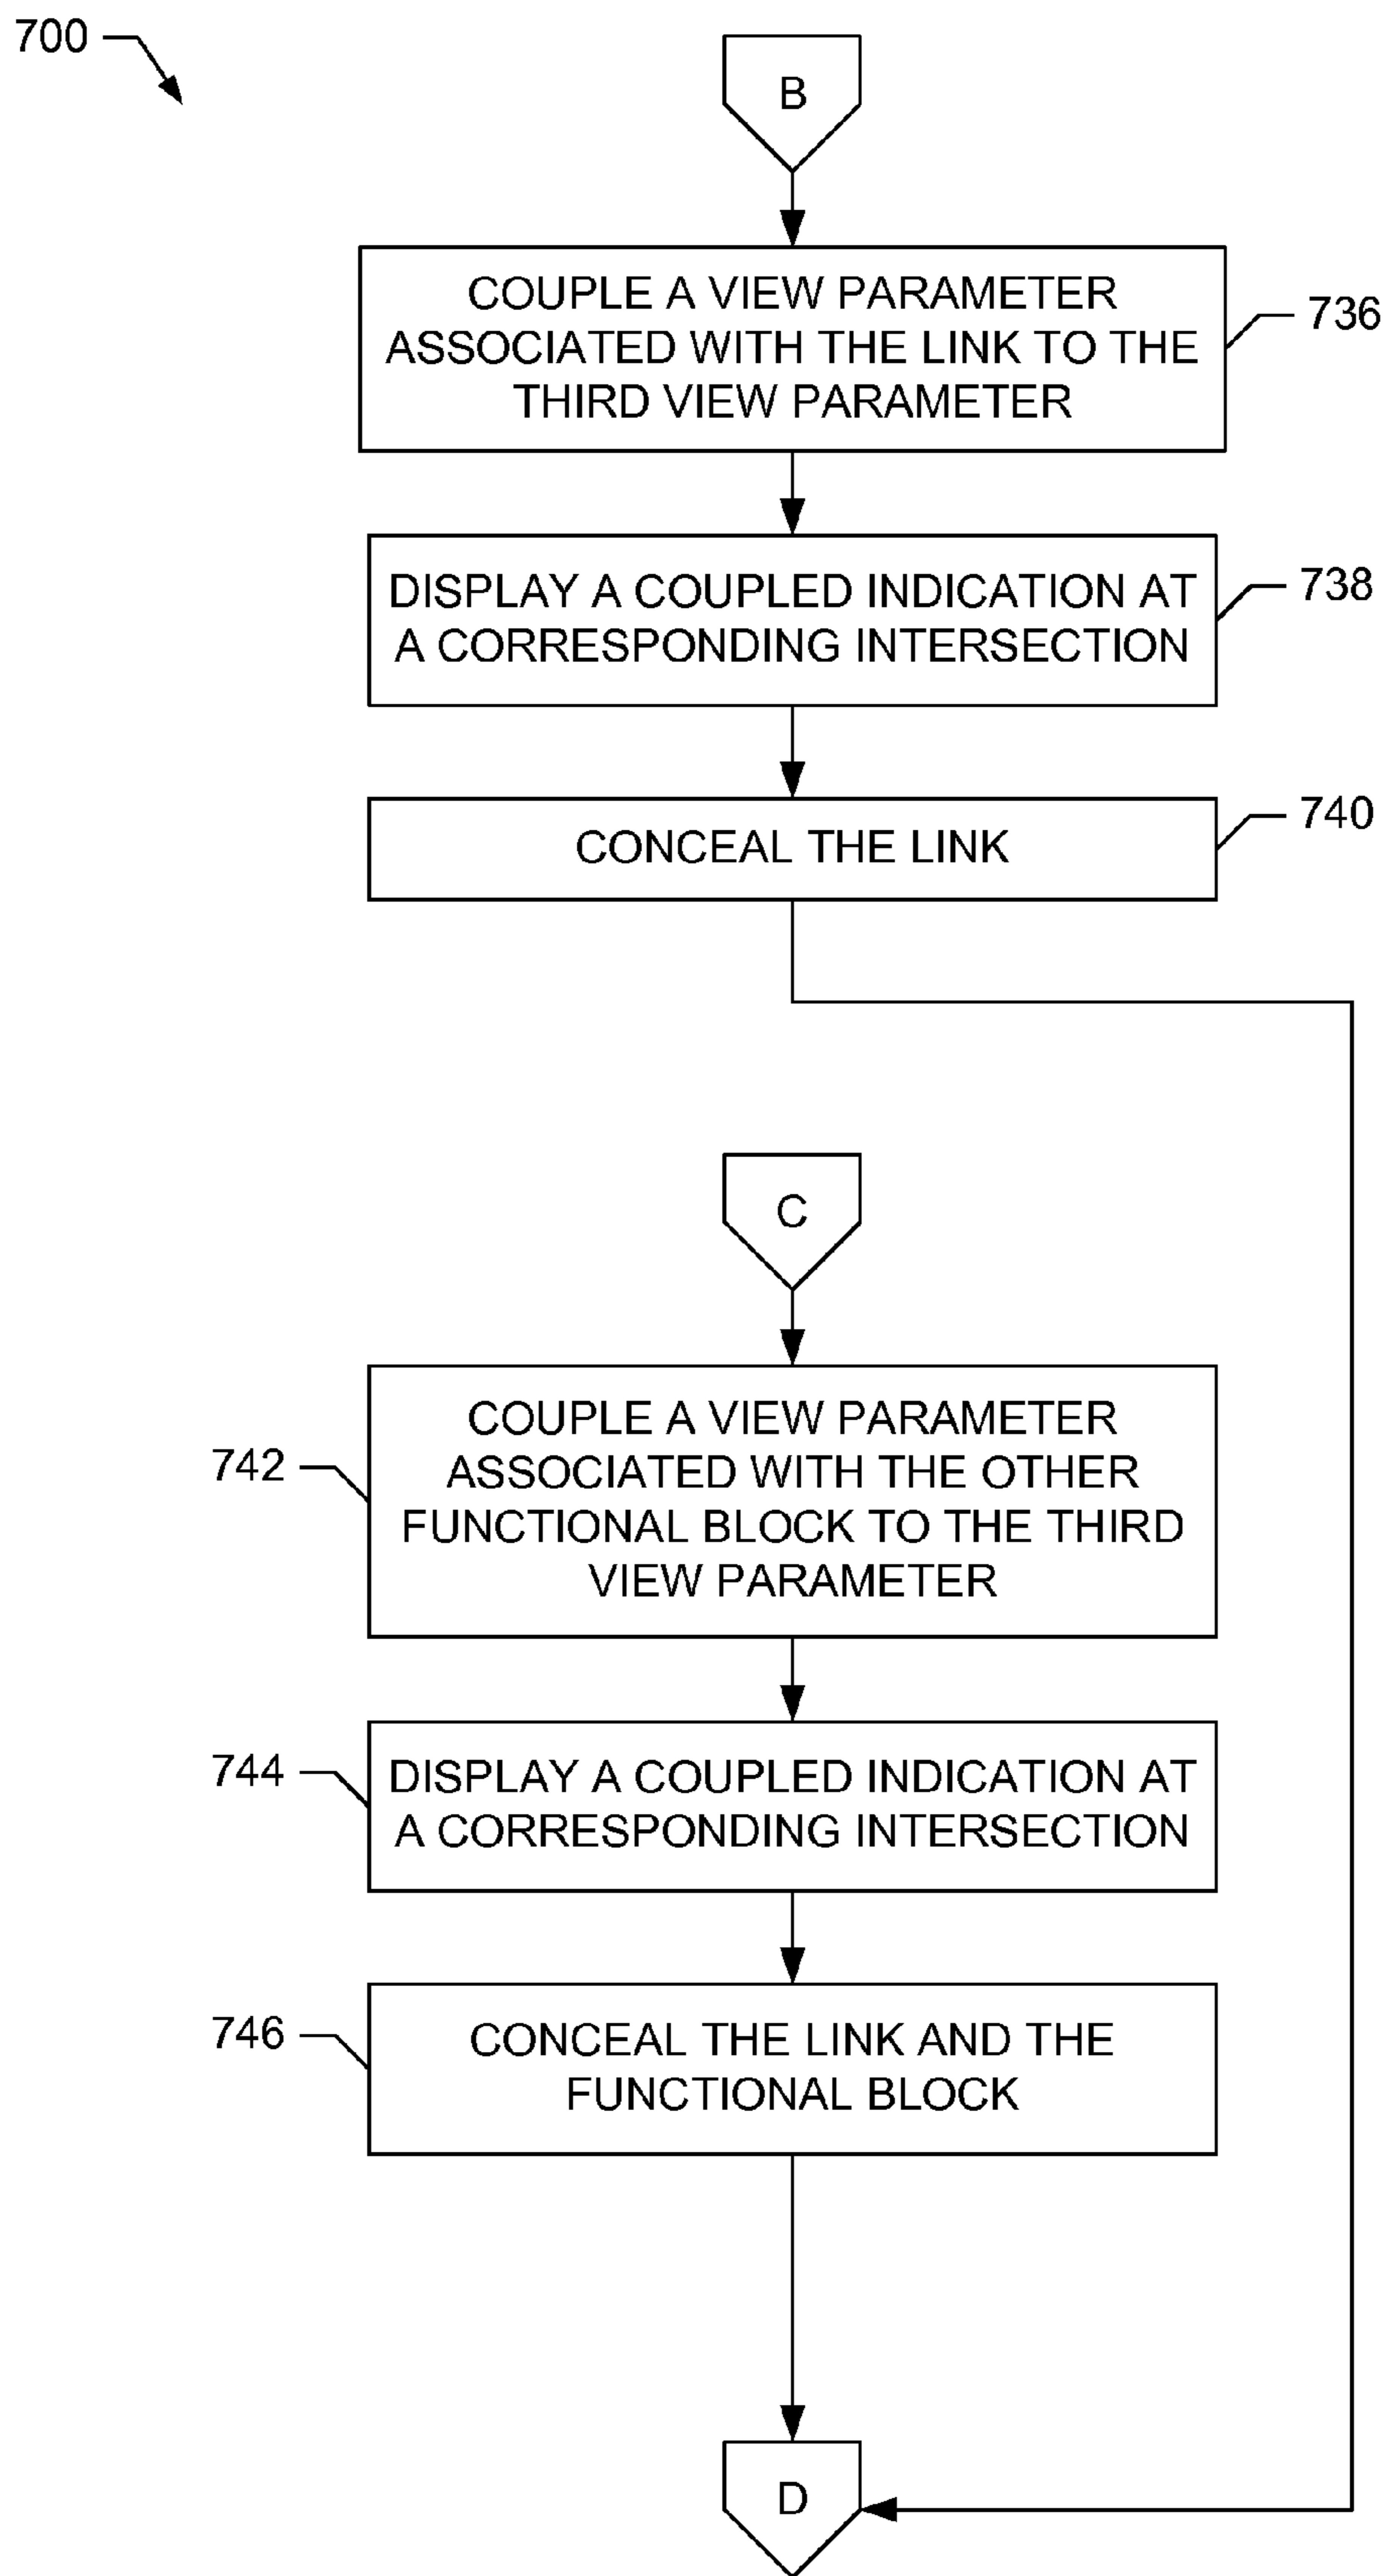 700
B
COUPLE A VIEW PARAMETER
ASSOCIATED WITH THE LINK TO THE
THIRD VIEW PARAMETER
736
DISPLAY A COUPLED INDICATION AT
A CORRESPONDING INTERSECTION
738
CONCEAL THE LINK
740
C
COUPLE A VIEW PARAMETER
ASSOCIATED WITH THE OTHER
FUNCTIONAL BLOCK TO THE THIRD
VIEW PARAMETER
742
DISPLAY A COUPLED INDICATION AT
A CORRESPONDING INTERSECTION
744
CONCEAL THE LINK AND THE
FUNCTIONAL BLOCK
746
D